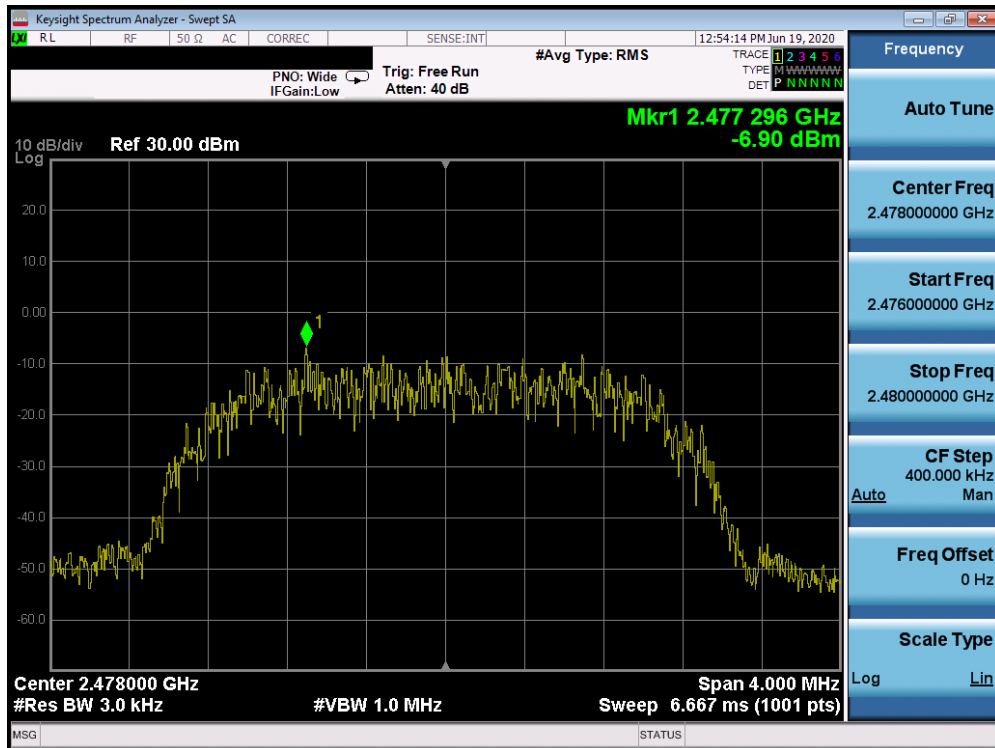 Keysight Spectrum Analyzer - Swept SA
LXI RL RF 50 Ω AC CORREC SENSE:INT 12:54:14 PM Jun 19, 2020
#Avg Type: RMS
TRACE 1 2 3 4 5 6
TYPE M WWWWW
DET P N N N N N
PNO: Wide
IFGain:Low
Trig: Free Run
Atten: 40 dB
Mkr1 2.477 296 GHz
-6.90 dBm
10 dB/div
Log
Ref 30.00 dBm
20.0
10.0
0.00
-10.0
-20.0
-30.0
-40.0
-50.0
-60.0
1
Center 2.478000 GHz
#Res BW 3.0 kHz
#VBW 1.0 MHz
Span 4.000 MHz
Sweep 6.667 ms (1001 pts)
MSG
STATUS
Frequency
Auto Tune
Center Freq
2.478000000 GHz
Start Freq
2.476000000 GHz
Stop Freq
2.480000000 GHz
CF Step
400.000 kHz
Auto Man
Freq Offset
0 Hz
Scale Type
Log Lin